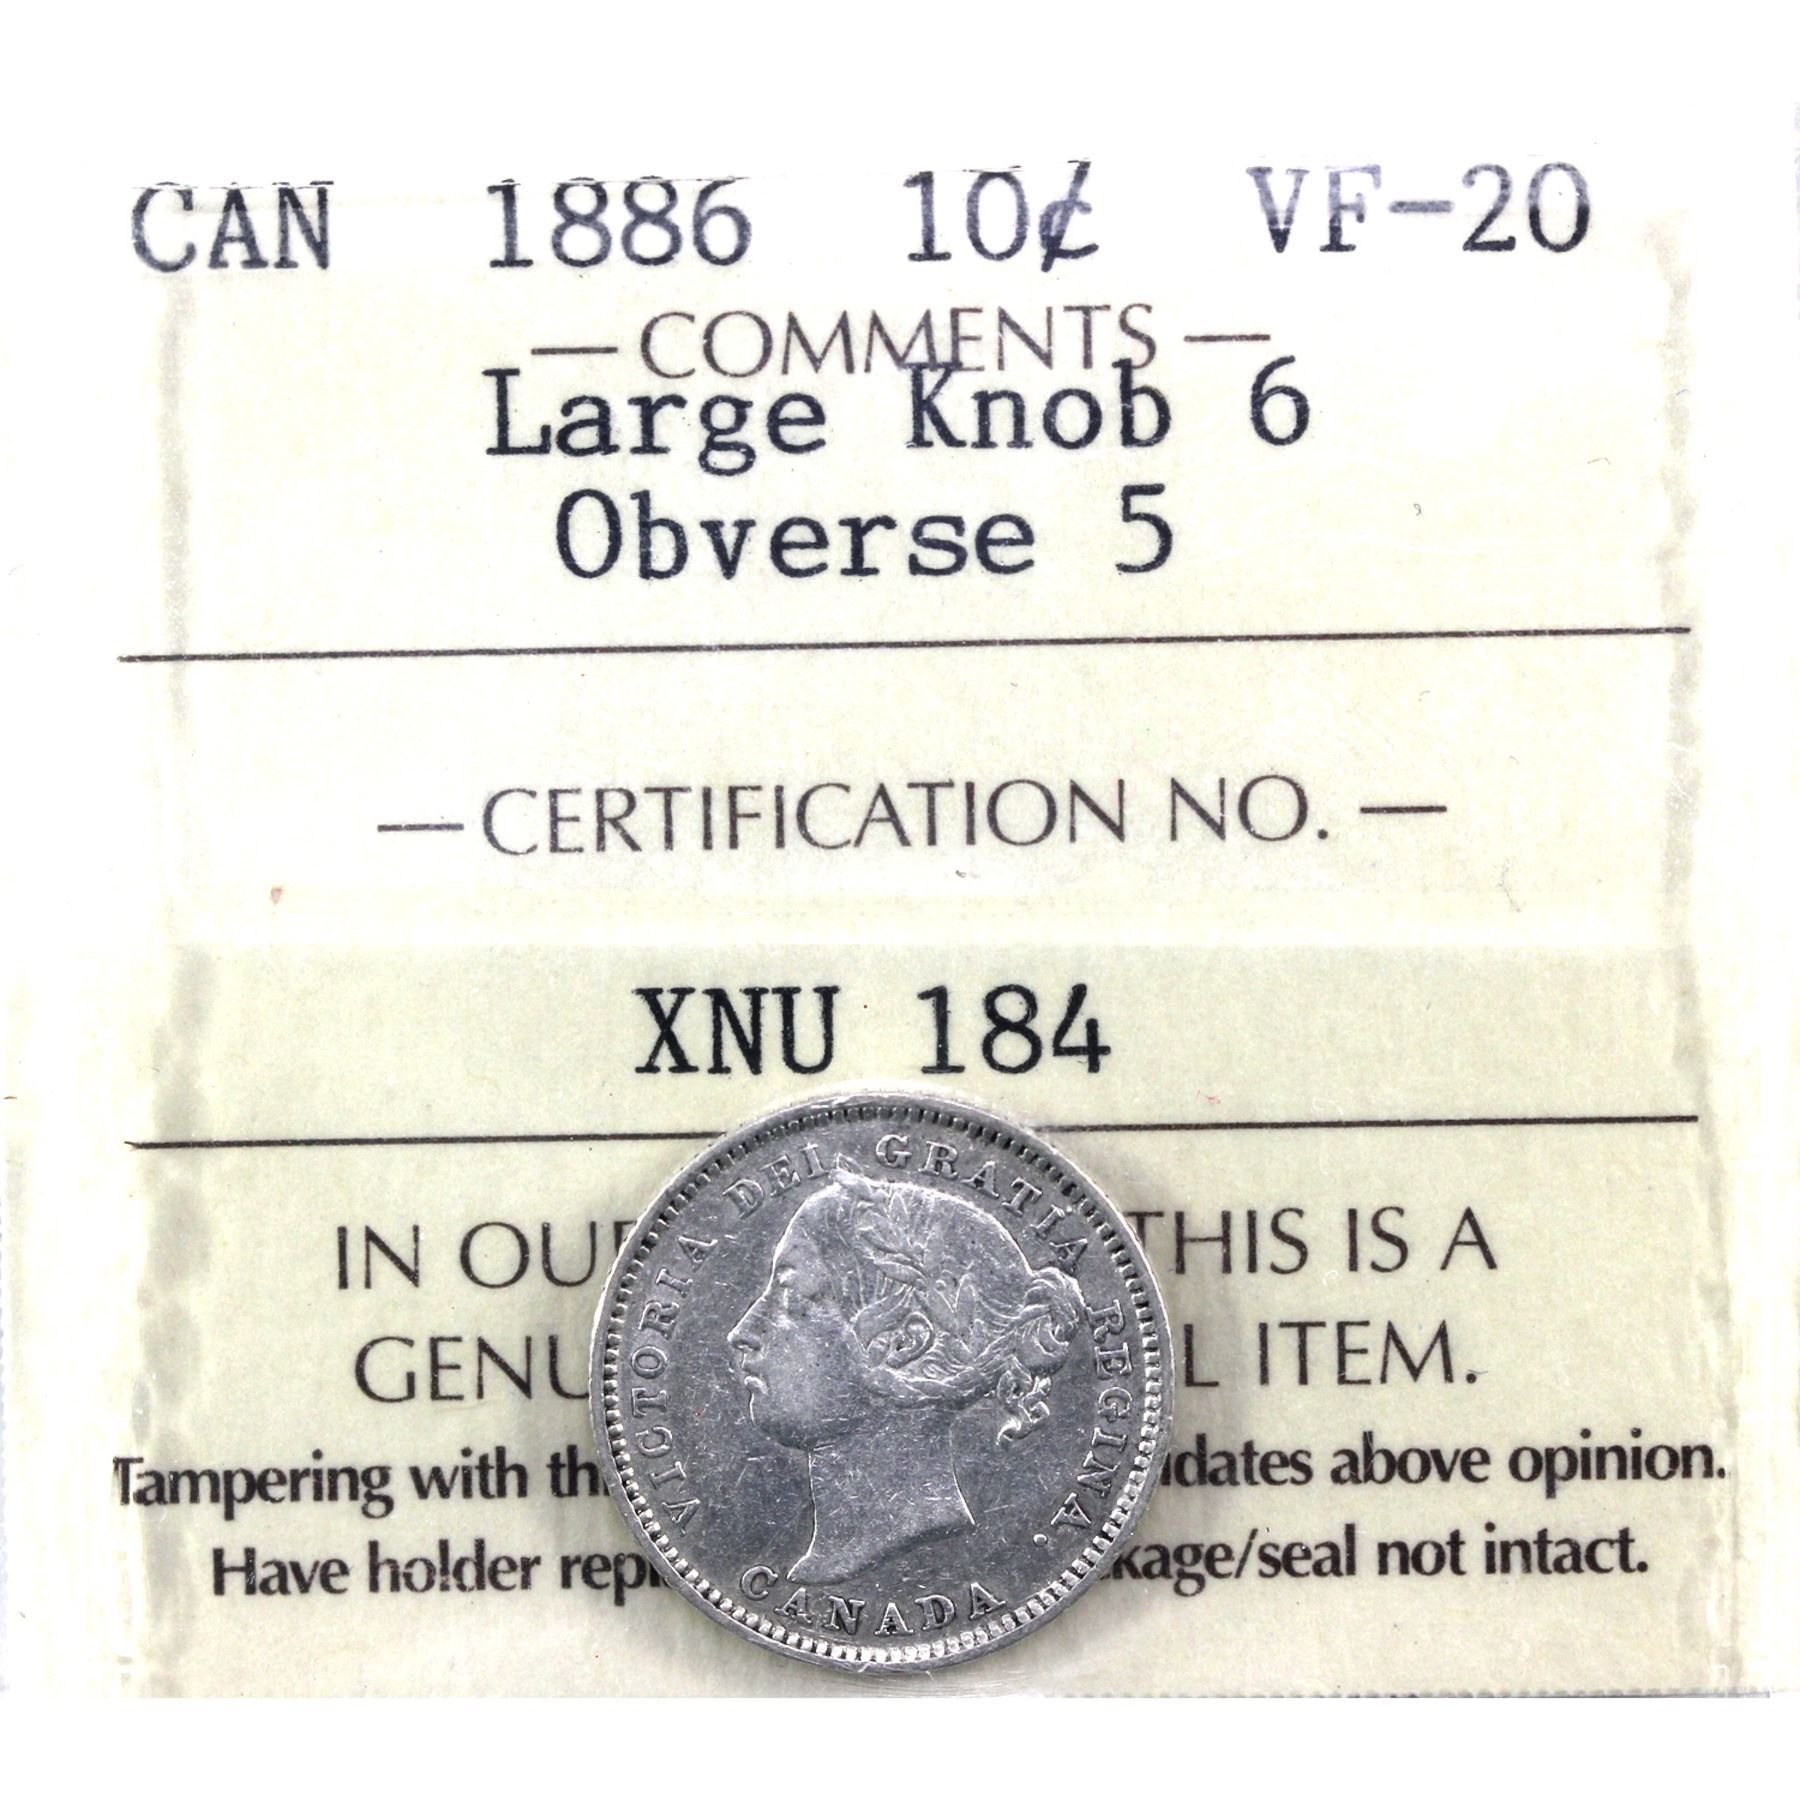 CAN 1886 10¢ VF-20
— COMMENTS —
Large Knob 6
Obverse 5
— CERTIFICATION NO. —
XNU 184
IN OU THIS IS A
GENU L ITEM.
Tampering with th idates above opinion.
Have holder rep kage/seal not intact.
VICTORIA DEI GRATIA REGINA.
CANADA